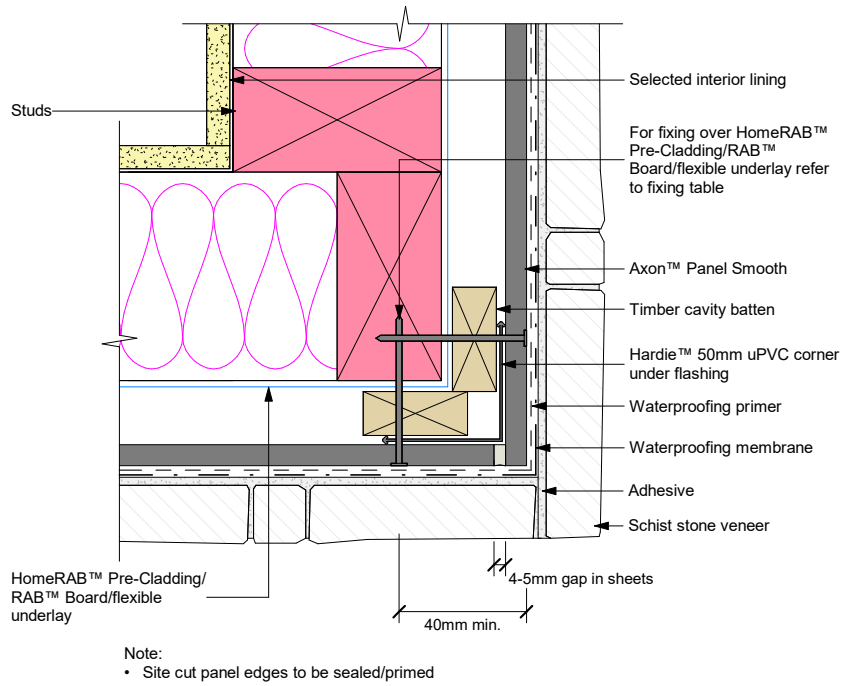 Studs
Selected interior lining
For fixing over HomeRAB™
Pre-Cladding/RAB™
Board/flexible underlay refer
to fixing table
Axon™ Panel Smooth
Timber cavity batten
Hardie™ 50mm uPVC corner
under flashing
Waterproofing primer
Waterproofing membrane
Adhesive
Schist stone veneer
HomeRAB™ Pre-Cladding/
RAB™ Board/flexible
underlay
4-5mm gap in sheets
40mm min.
Note:
• Site cut panel edges to be sealed/primed